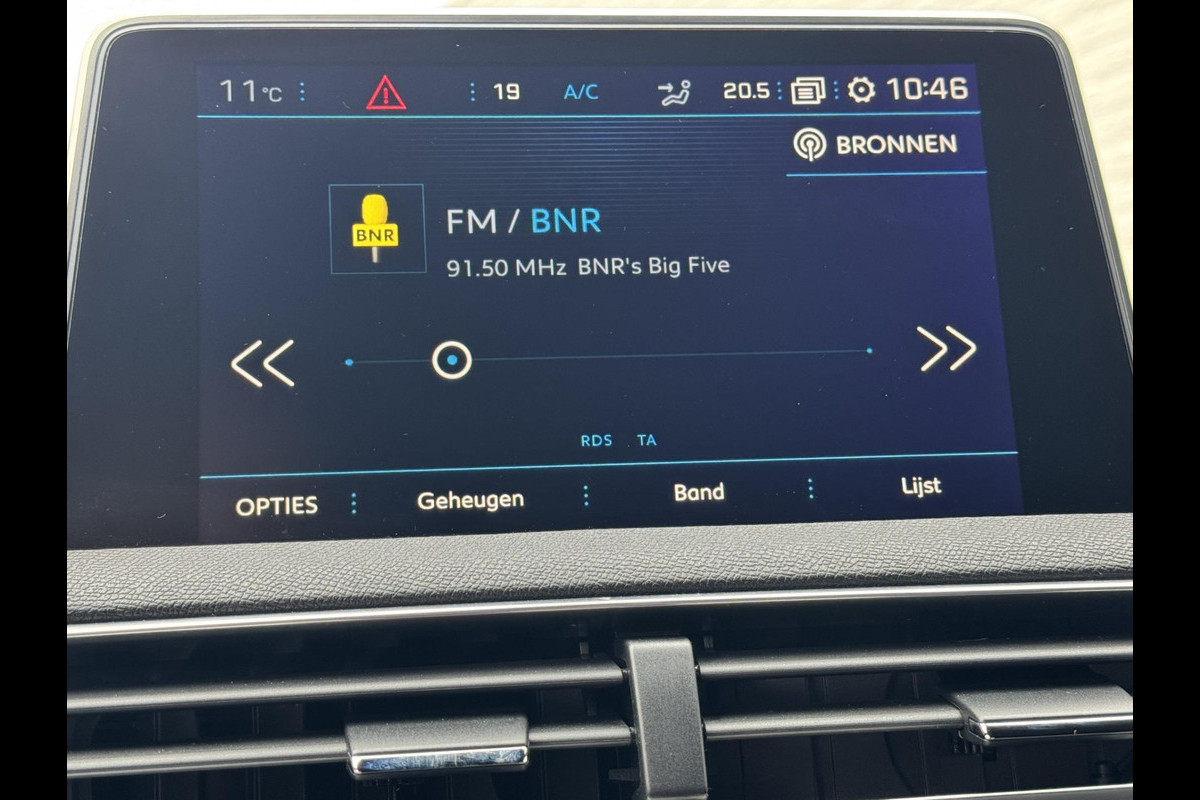 11°C 19 A/C 20.5 10:46
BRONNEN
BNR
FM / BNR
91.50 MHz BNR's Big Five
RDS TA
OPTIES Geheugen Band Lijst